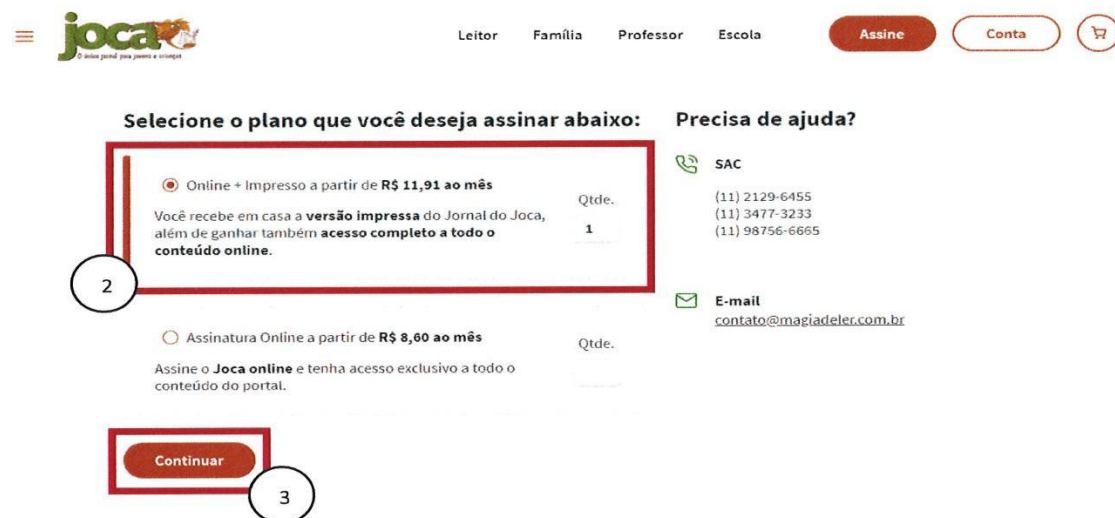 joca
O único jornal para jovens e crianças
Leitor Família Professor Escola Assine Conta
Selecione o plano que você deseja assinar abaixo:
Online + Impresso a partir de R$ 11,91 ao mês
Qtde.
Você recebe em casa a versão impressa do Jornal do Joca,
além de ganhar também acesso completo a todo o
conteúdo online.
1
2
Assinatura Online a partir de R$ 8,60 ao mês
Qtde.
Assine o Joca online e tenha acesso exclusivo a todo o
conteúdo do portal.
Continuar
3
Precisa de ajuda?
SAC
(11) 2129-6455
(11) 3477-3233
(11) 98756-6665
E-mail
contato@magiadeler.com.br